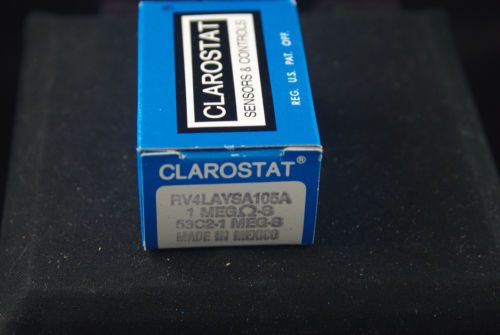 CLAROSTAT
SENSORS & CONTROLS
REG. U.S. PAT. OFF.
CLAROSTAT®
RV4LAYSA105A
1 MEGΩ-S
53C2-1 MEG-S
MADE IN MEXICO